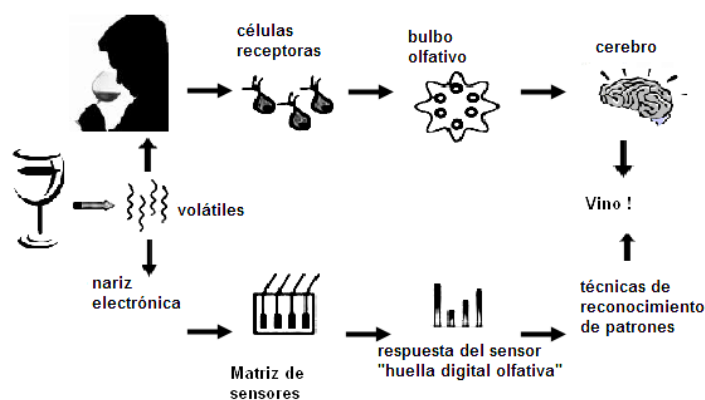 células
receptoras
bulbo
olfativo
cerebro
volátiles
Vino !
nariz
electrónica
Matriz de
sensores
respuesta del sensor
"huella digital olfativa"
técnicas de
reconocimiento
de patrones